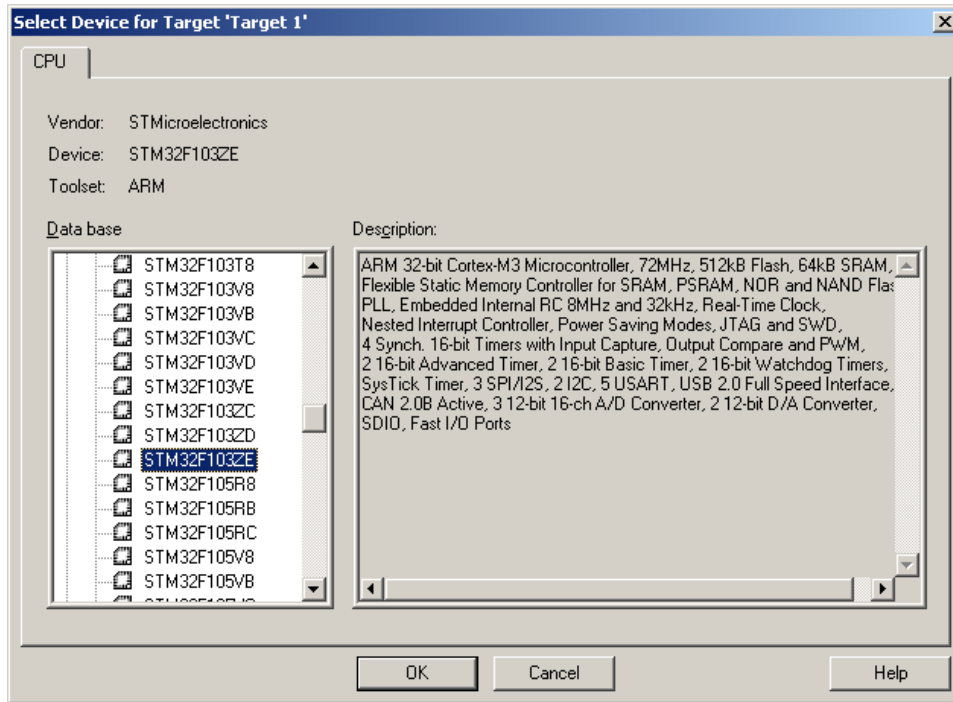 Select Device for Target 'Target 1'
CPU
Vendor: STMicroelectronics
Device: STM32F103ZE
Toolset: ARM
Data base
STM32F103T8
STM32F103V8
STM32F103VB
STM32F103VC
STM32F103VD
STM32F103VE
STM32F103ZC
STM32F103ZD
STM32F103ZE
STM32F105R8
STM32F105RB
STM32F105RC
STM32F105V8
STM32F105VB
Description:
ARM 32-bit Cortex-M3 Microcontroller, 72MHz, 512kB Flash, 64kB SRAM,
Flexible Static Memory Controller for SRAM, PSRAM, NOR and NAND Flas
PLL, Embedded Internal RC 8MHz and 32kHz, Real-Time Clock,
Nested Interrupt Controller, Power Saving Modes, JTAG and SWD,
4 Synch. 16-bit Timers with Input Capture, Output Compare and PWM,
2 16-bit Advanced Timer, 2 16-bit Basic Timer, 2 16-bit Watchdog Timers,
SysTick Timer, 3 SPI/I2S, 2 I2C, 5 USART, USB 2.0 Full Speed Interface,
CAN 2.0B Active, 3 12-bit 16-ch A/D Converter, 2 12-bit D/A Converter,
SDIO, Fast I/O Ports
OK
Cancel
Help